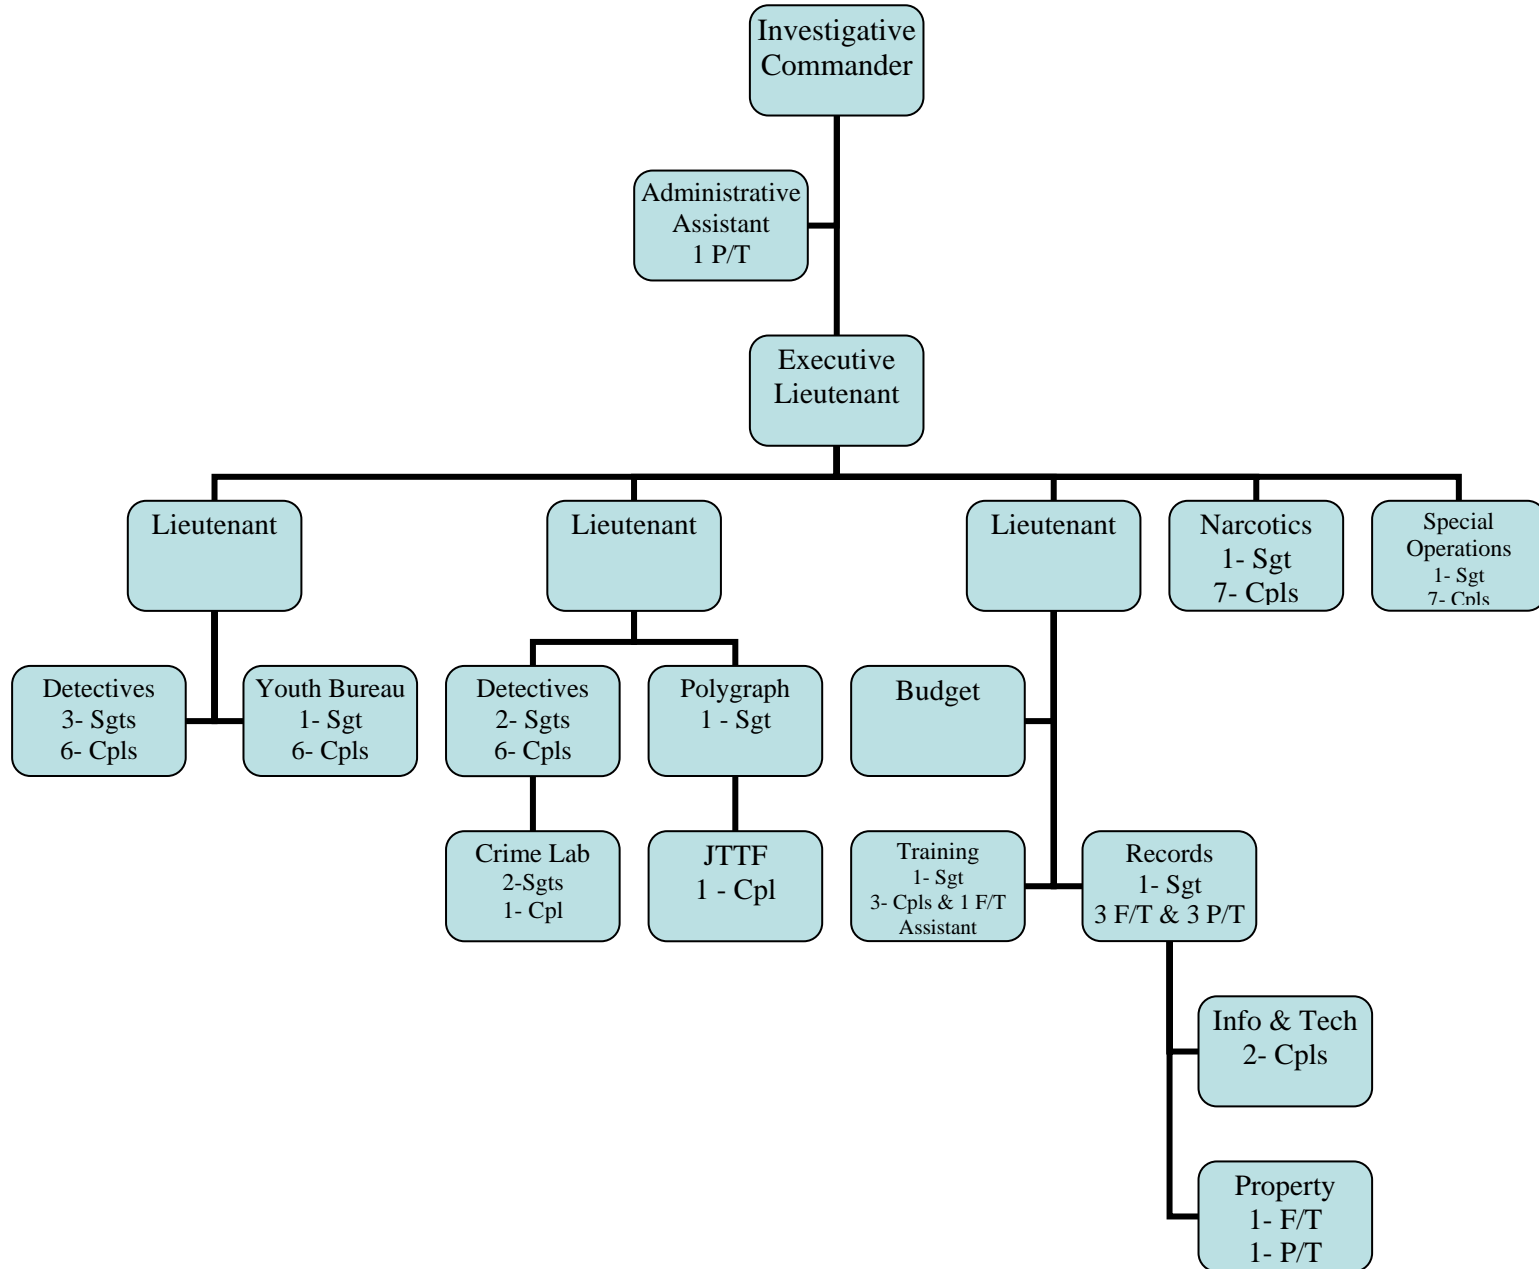 Investigative
Commander
Administrative
Assistant
1 P/T
Executive
Lieutenant
Lieutenant
Lieutenant
Lieutenant
Narcotics
1- Sgt
7- Cpls
Special
Operations
1- Sgt
7- Cpls
Detectives
3- Sgts
6- Cpls
Youth Bureau
1- Sgt
6- Cpls
Detectives
2- Sgts
6- Cpls
Polygraph
1 - Sgt
Budget
Crime Lab
2-Sgts
1- Cpl
JTTF
1 - Cpl
Training
1- Sgt
3- Cpls & 1 F/T
Assistant
Records
1- Sgt
3 F/T & 3 P/T
Info & Tech
2- Cpls
Property
1- F/T
1- P/T